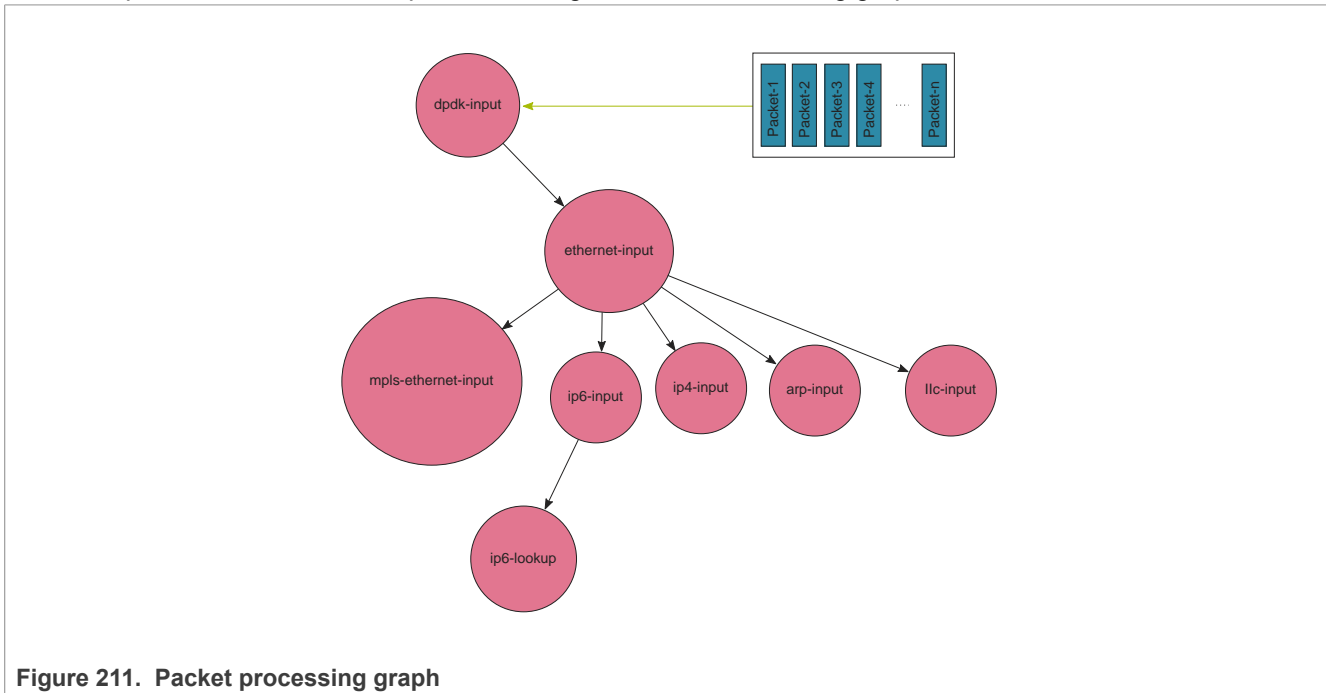 dpdk-input
Packet-1
Packet-2
Packet-3
Packet-4
....
Packet-n
ethernet-input
mpls-ethernet-input
ip6-input
ip4-input
arp-input
llc-input
ip6-lookup
Figure 211. Packet processing graph